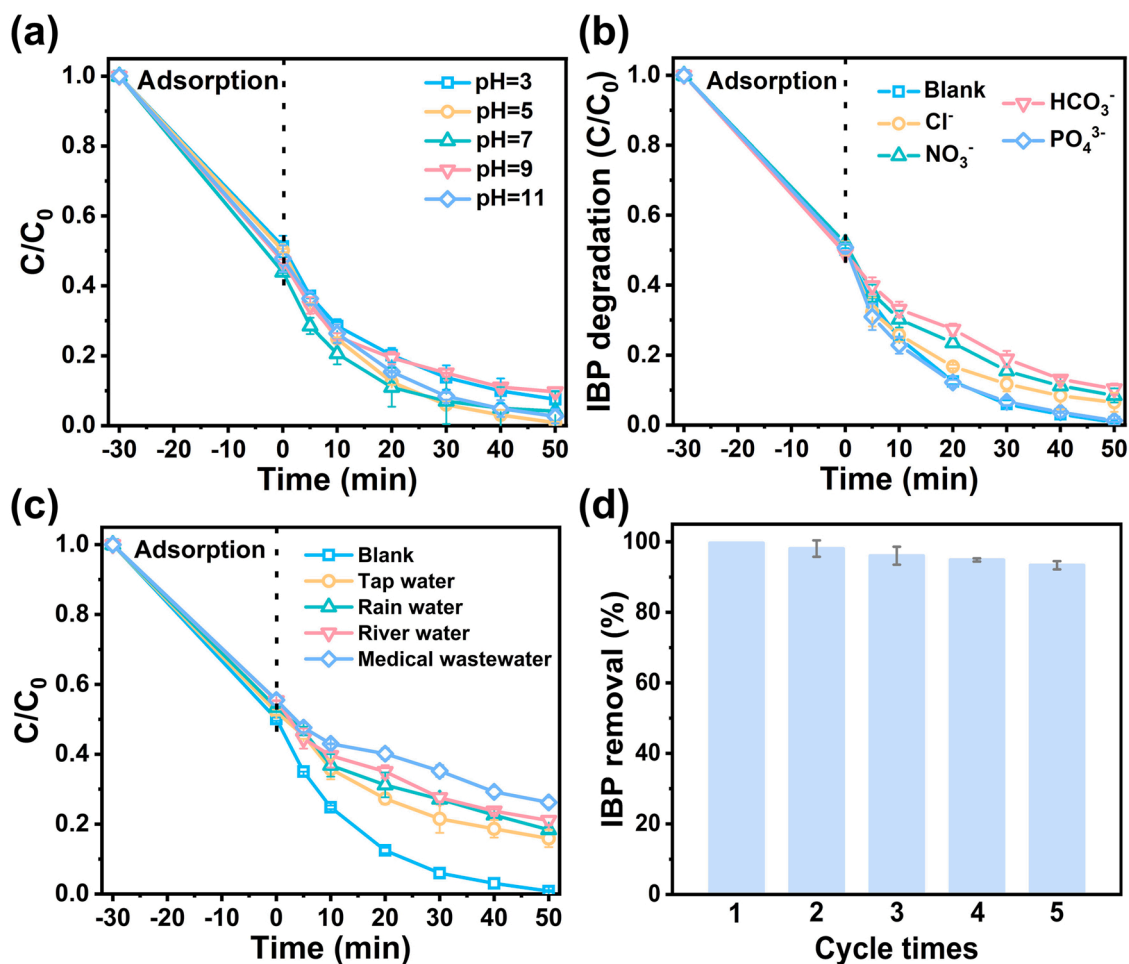 (a)
C/C₀
1.0
0.8
0.6
0.4
0.2
0.0
Adsorption
pH=3
pH=5
pH=7
pH=9
pH=11
-30 -20 -10 0 10 20 30 40 50
Time (min)
(b)
IBP degradation (C/C₀)
1.0
0.8
0.6
0.4
0.2
0.0
Adsorption
Blank
Cl⁻
NO₃⁻
HCO₃⁻
PO₄³⁻
-30 -20 -10 0 10 20 30 40 50
Time (min)
(c)
C/C₀
1.0
0.8
0.6
0.4
0.2
0.0
Adsorption
Blank
Tap water
Rain water
River water
Medical wastewater
-30 -20 -10 0 10 20 30 40 50
Time (min)
(d)
IBP removal (%)
100
80
60
40
20
0
1 2 3 4 5
Cycle times